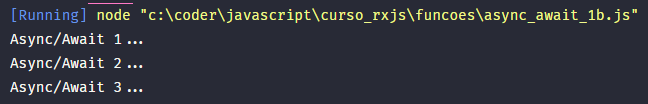 [Running] node "c:\coder\javascript\curso_rxjs\funcoes\async_await_1b.js"
Async/Await 1...
Async/Await 2...
Async/Await 3...